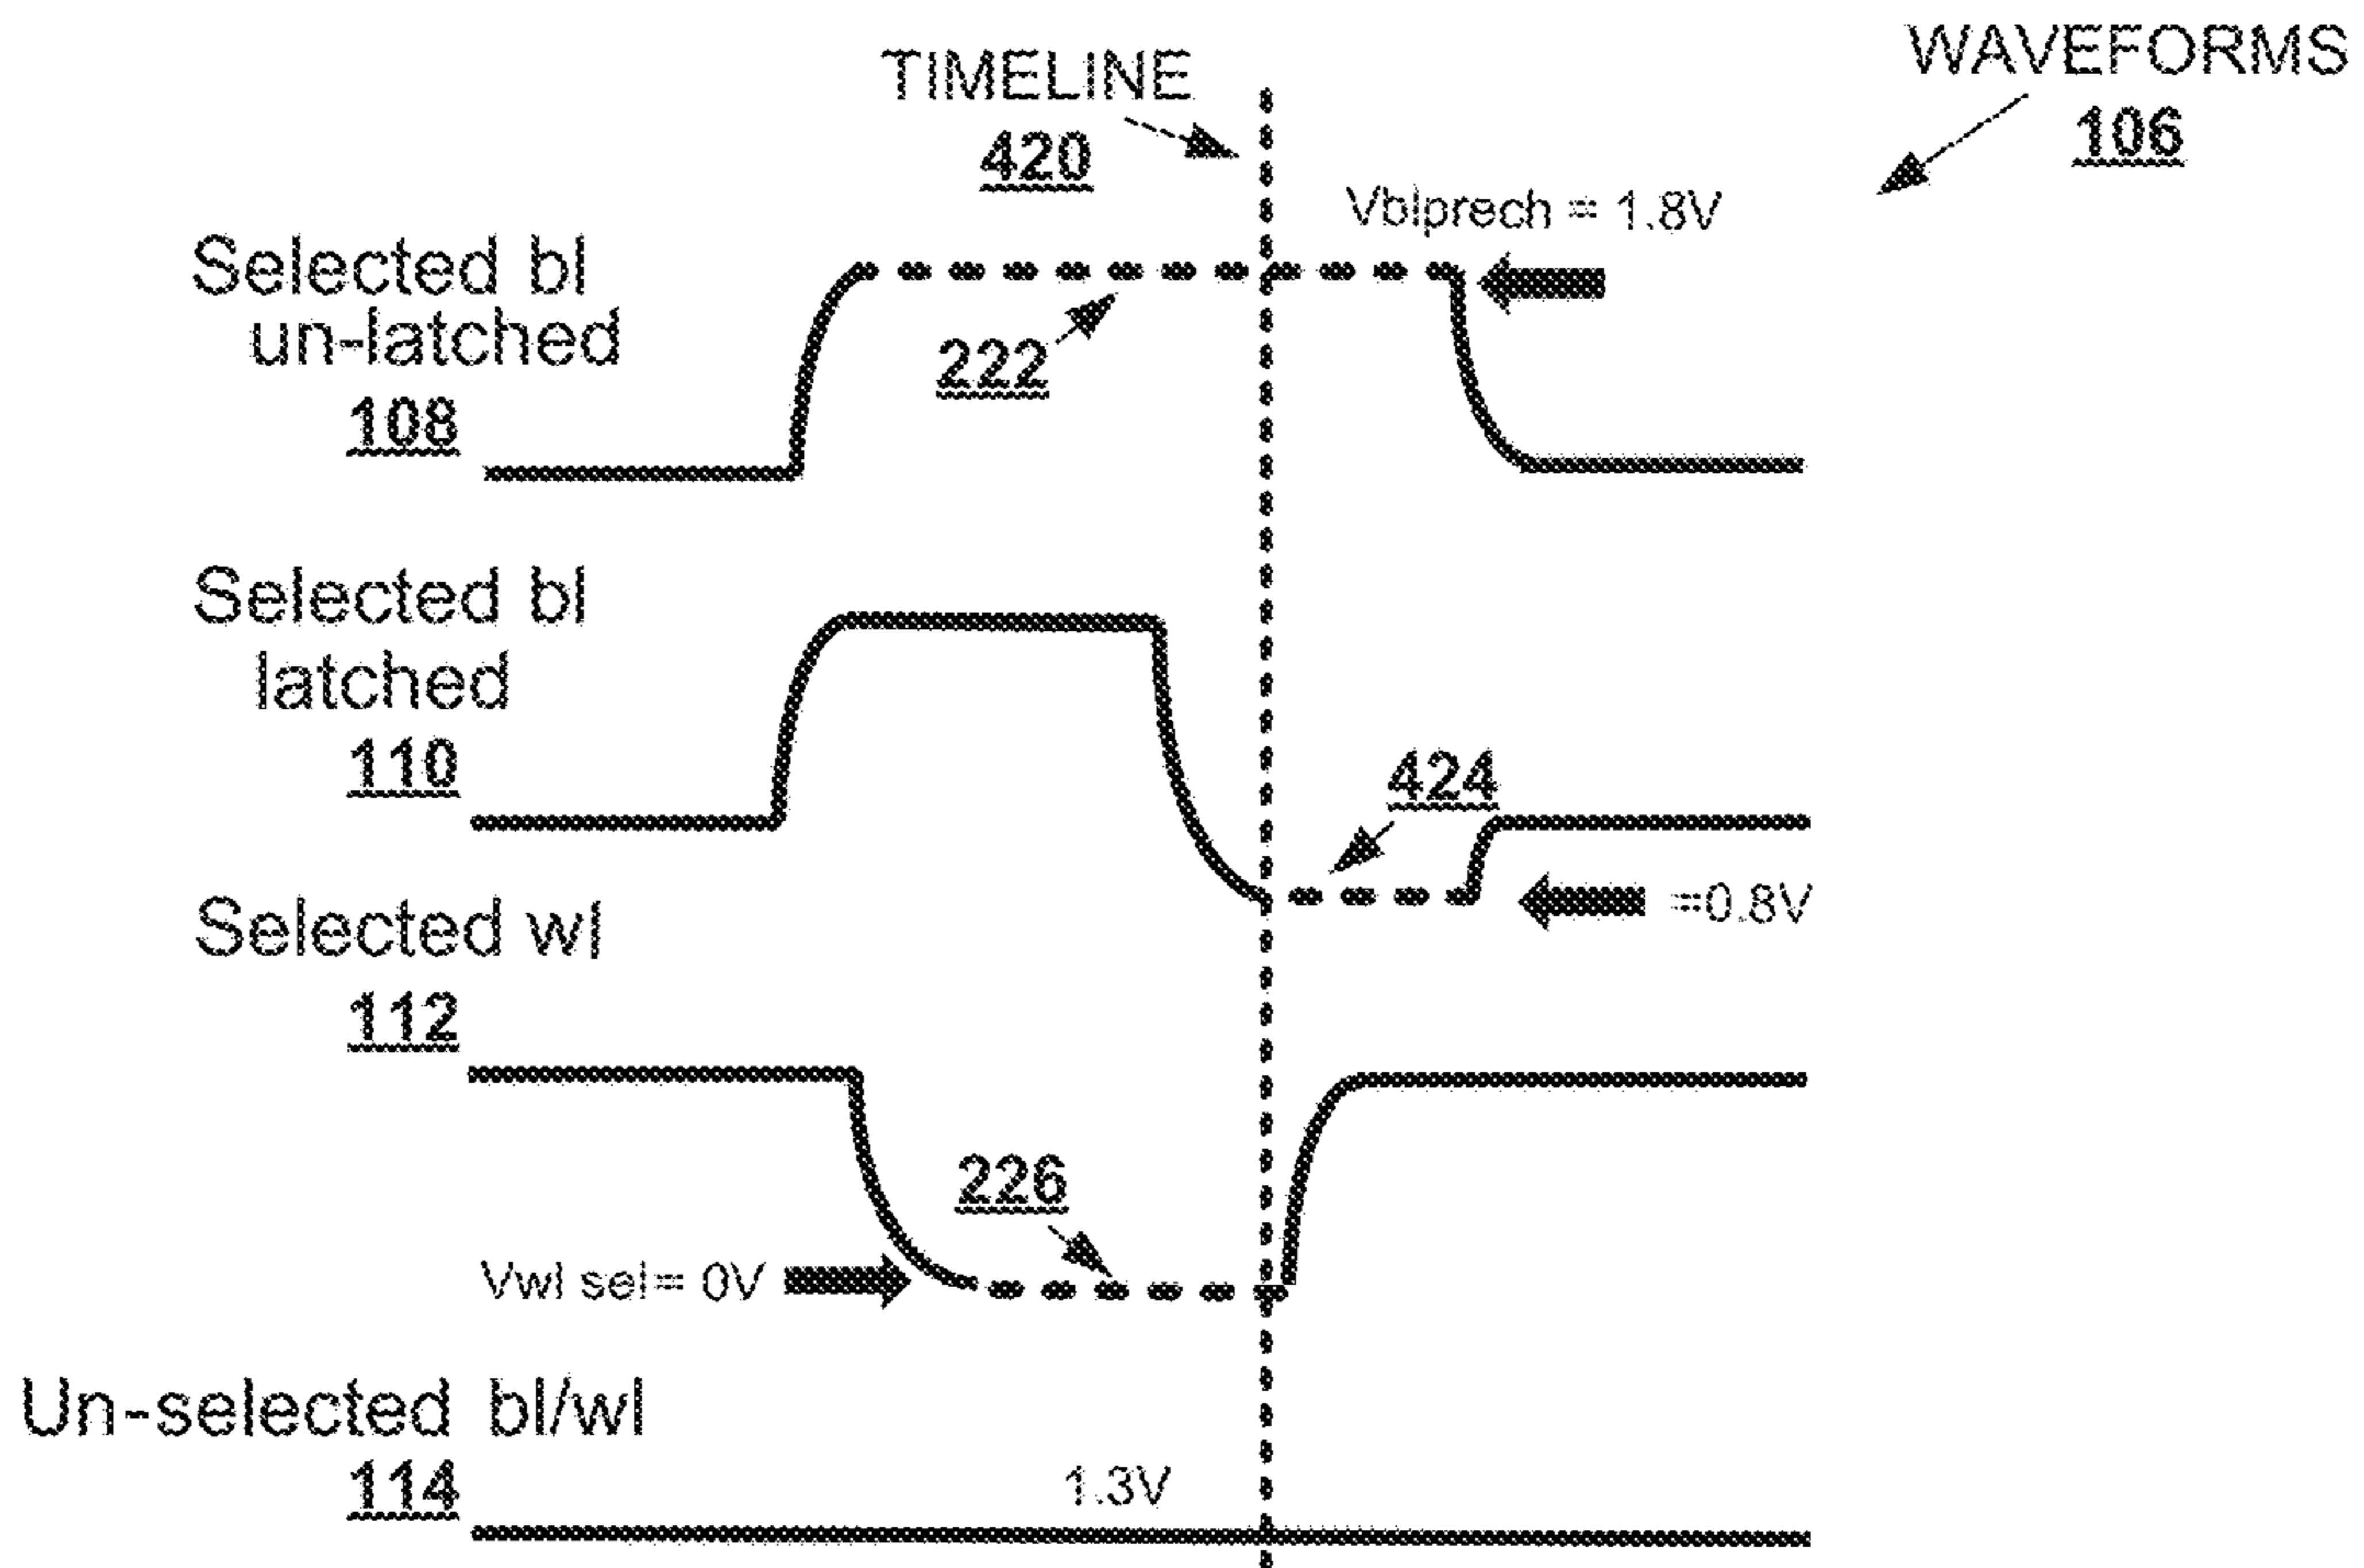 TIMELINE
420
WAVEFORMS
106
Vblprech = 1.8V
Selected bl
un-latched
108
222
Selected bl
latched
110
424
=0.8V
Selected wl
112
226
Vwl sel= 0V
Un-selected bl/wl
114
1.3V